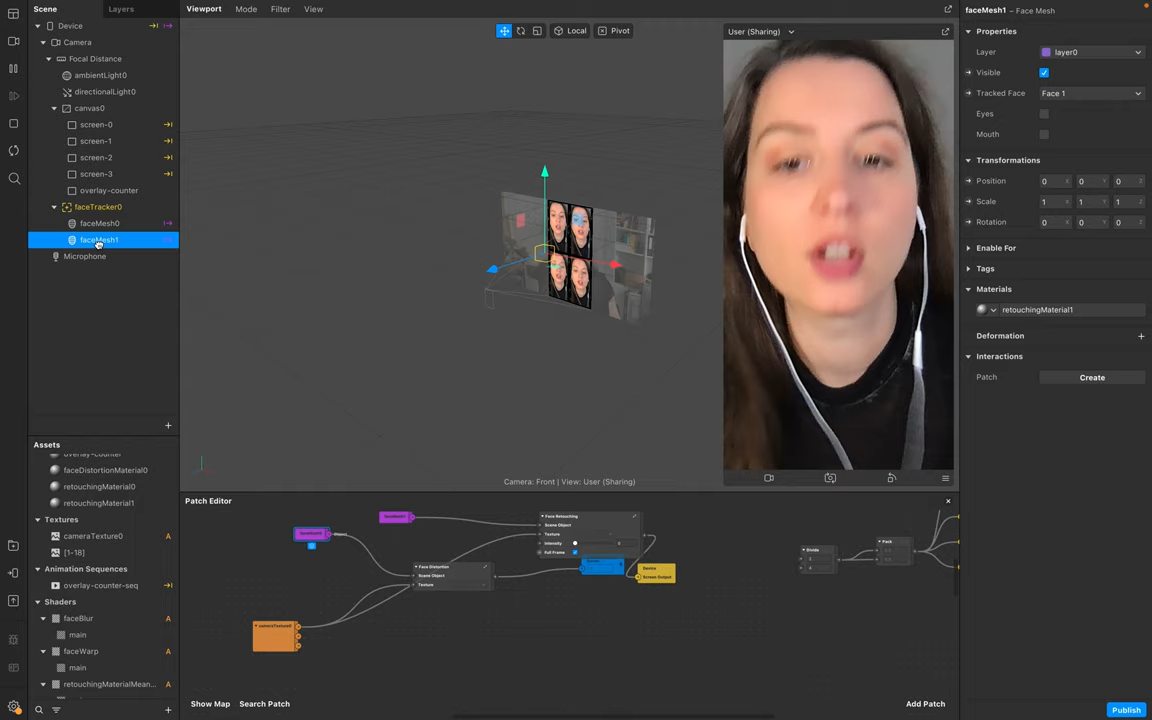 Scene
Layers
Device
Camera
Focal Distance
ambientLight0
directionalLight0
canvas0
screen-0
screen-1
screen-2
screen-3
overlay-counter
faceTracker0
faceMesh0
faceMesh1
Microphone
Assets
overlay-counter
faceDistortionMaterial0
retouchingMaterial0
retouchingMaterial1
Textures
cameraTexture0
A
[1-18]
Animation Sequences
overlay-counter-seq
Shaders
faceBlur
A
main
faceWarp
A
main
retouchingMaterialMean...
A
Viewport
Mode
Filter
View
Local
Pivot
User (Sharing)
Camera: Front | View: User (Sharing)
Patch Editor
Object
Face Retouching
Scene Object
Texture
Intensity
0
Full Frame
Face Distortion
Scene Object
Texture
Device
Screen Output
cameraTexture0
Divide
Pack
Show Map
Search Patch
Add Patch
faceMesh1 – Face Mesh
Properties
Layer
layer0
Visible
Tracked Face
Face 1
Eyes
Mouth
Transformations
Position
0 X 0 Y 0 Z
Scale
1 X 1 Y 1 Z
Rotation
0 X 0 Y 0 Z
Enable For
Tags
Materials
retouchingMaterial1
Deformation
Interactions
Patch
Create
Publish